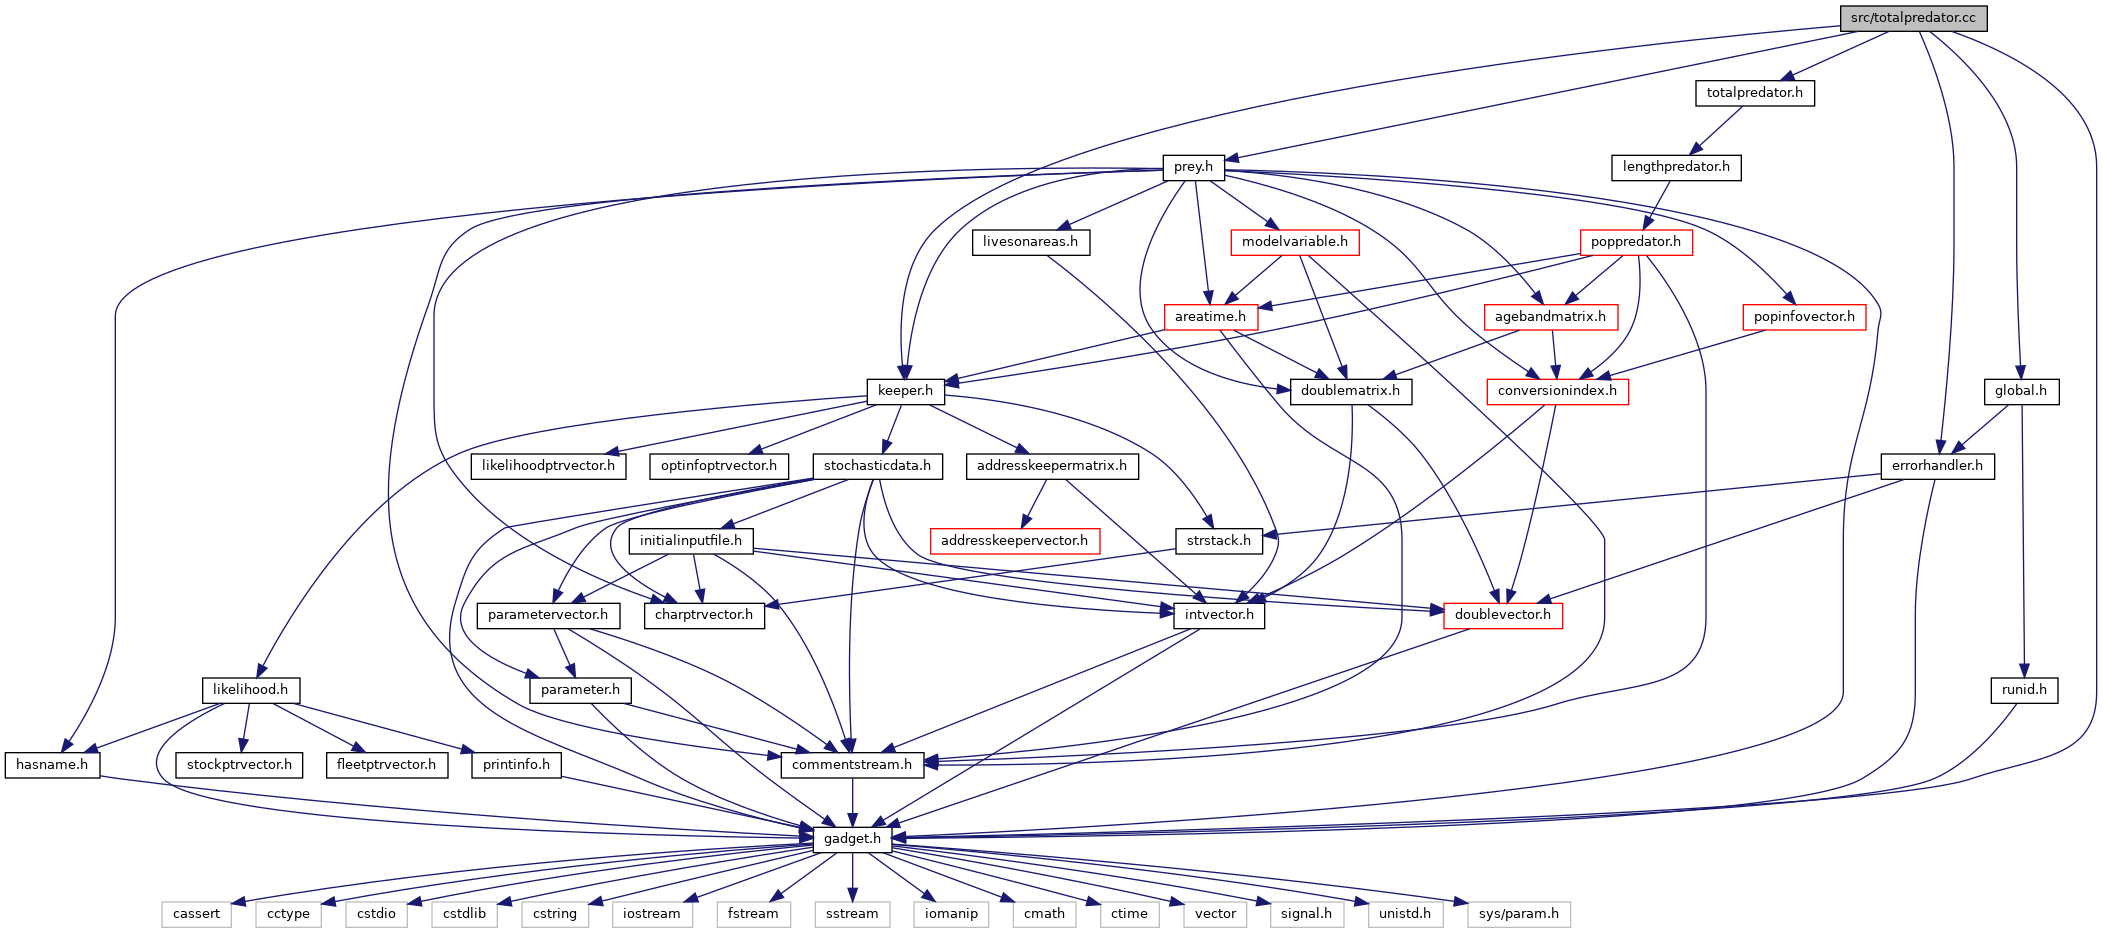 src/totalpredator.cc
totalpredator.h
prey.h
lengthpredator.h
livesonareas.h
modelvariable.h
poppredator.h
areatime.h
agebandmatrix.h
popinfovector.h
keeper.h
doublematrix.h
conversionindex.h
global.h
likelihoodptrvector.h
optinfoptrvector.h
stochasticdata.h
addresskeepermatrix.h
errorhandler.h
initialinputfile.h
addresskeepervector.h
strstack.h
parametervector.h
charptrvector.h
intvector.h
doublevector.h
likelihood.h
parameter.h
runid.h
hasname.h
stockptrvector.h
fleetptrvector.h
printinfo.h
commentstream.h
gadget.h
cassert
cctype
cstdio
cstdlib
cstring
iostream
fstream
sstream
iomanip
cmath
ctime
vector
signal.h
unistd.h
sys/param.h